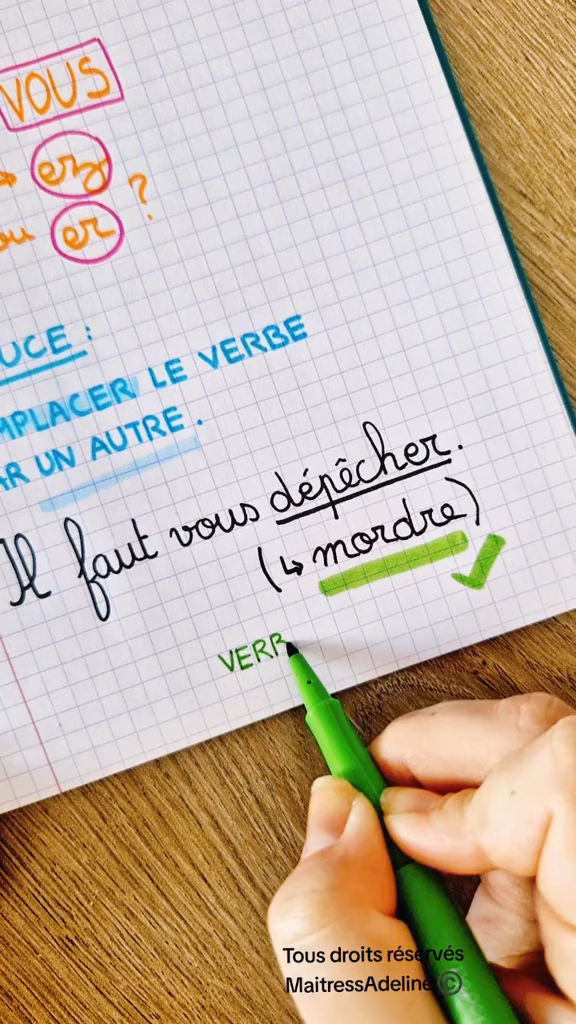 VOUS
→ ez
ou er ?
UCE :
MPLACER LE VERBE
AR UN AUTRE.
Il faut vous dépêcher.
(↳ mordre) ✓
VERB
Tous droits réservés
MaitressAdeline ©